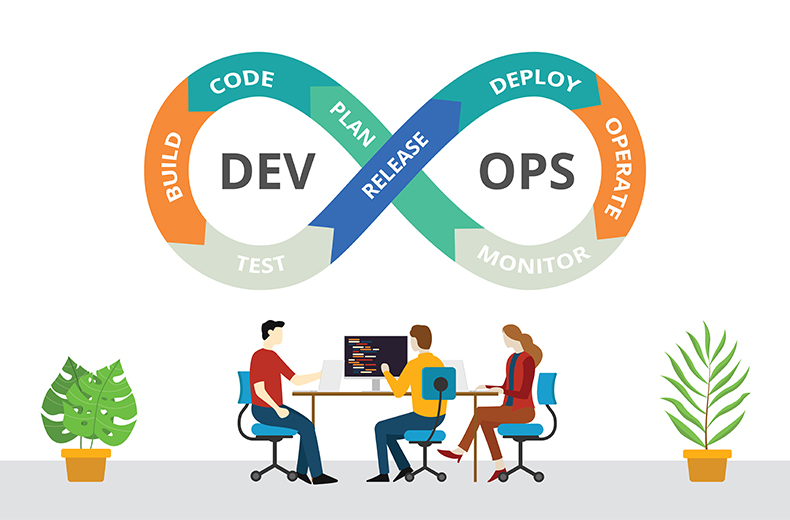 CODE
PLAN
BUILD
DEV
TEST
RELEASE
DEPLOY
OPERATE
OPS
MONITOR